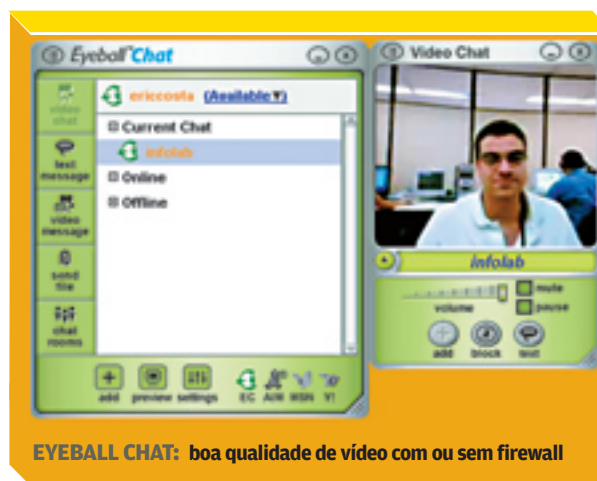 Eyeball Chat
ericcosta (Available▼)
Current Chat
infolab
Online
Offline
video chat
text message
video message
send file
chat rooms
add preview settings EC AIM MSN Y!
Video Chat
infolab
volume
mute
pause
add block text
EYEBALL CHAT: boa qualidade de vídeo com ou sem firewall